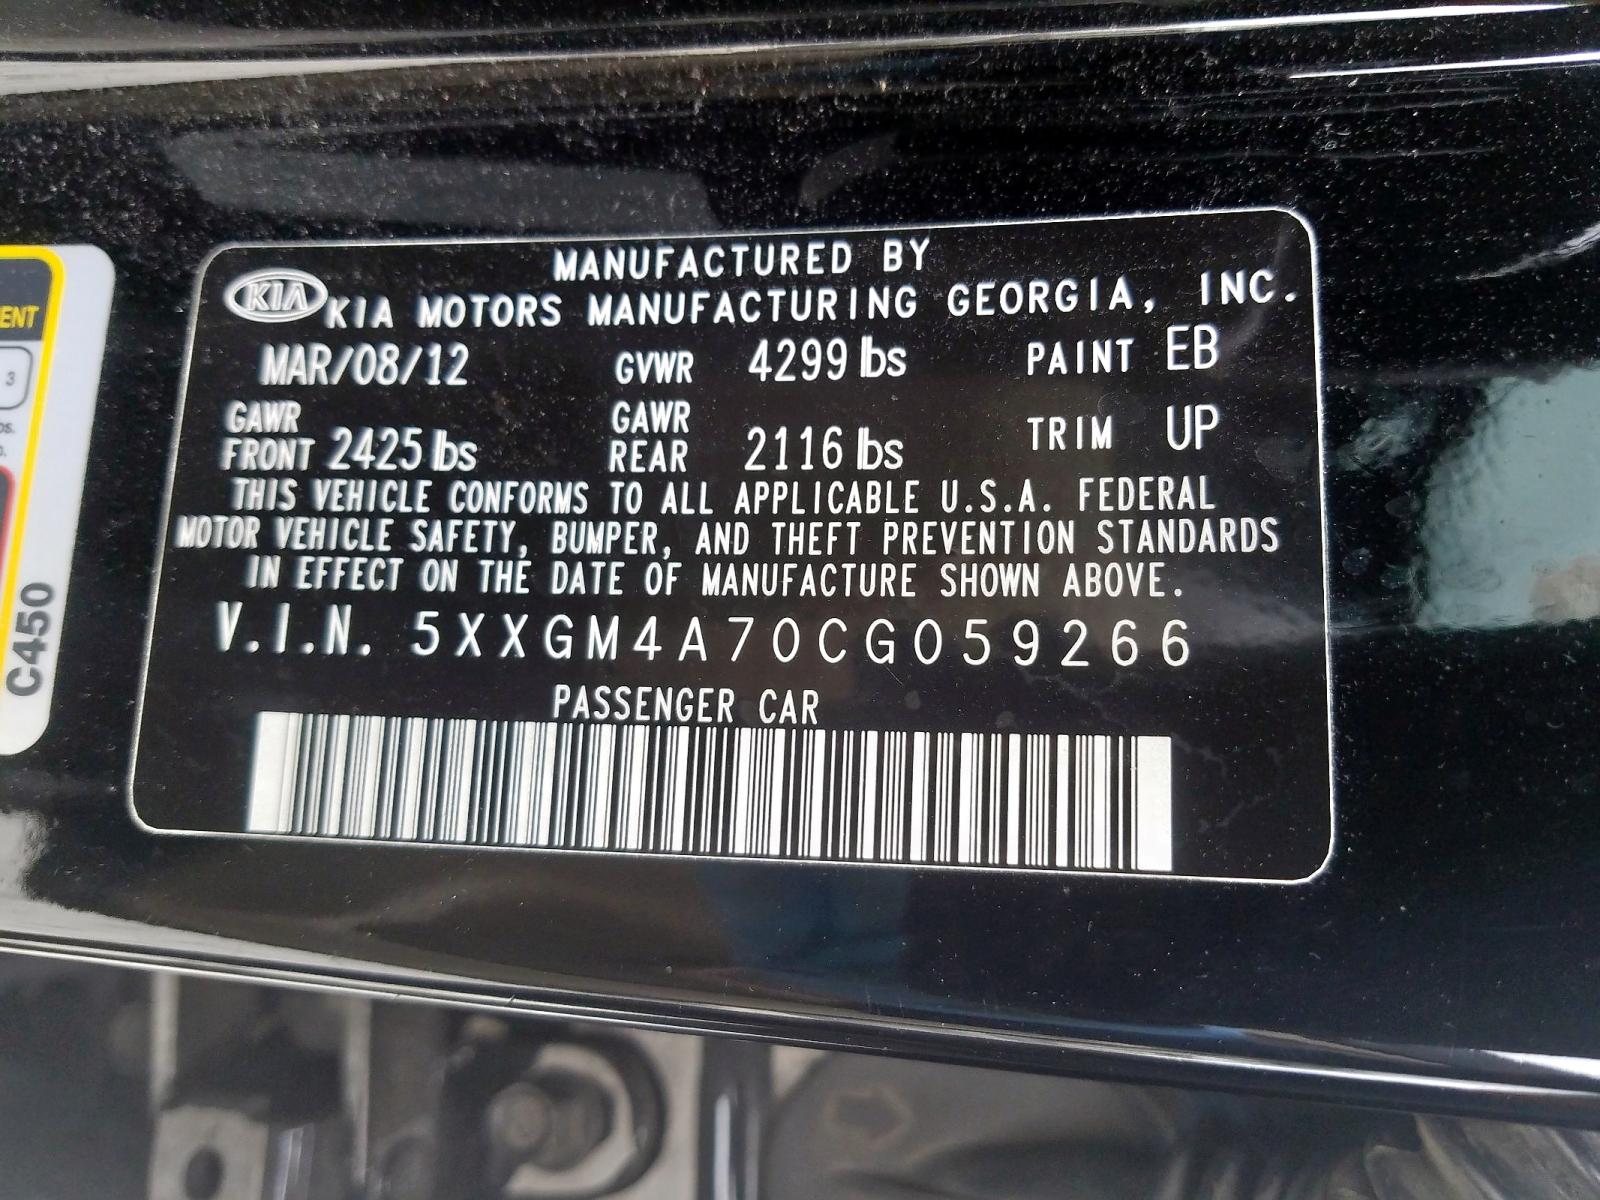 MANUFACTURED BY
KIA KIA MOTORS MANUFACTURING GEORGIA, INC.
MAR/08/12 GVWR 4299 lbs PAINT EB
GAWR FRONT 2425 lbs GAWR REAR 2116 lbs TRIM UP
THIS VEHICLE CONFORMS TO ALL APPLICABLE U.S.A. FEDERAL
MOTOR VEHICLE SAFETY, BUMPER, AND THEFT PREVENTION STANDARDS
IN EFFECT ON THE DATE OF MANUFACTURE SHOWN ABOVE.
V.I.N. 5XXGM4A70CG059266
PASSENGER CAR
3
C450